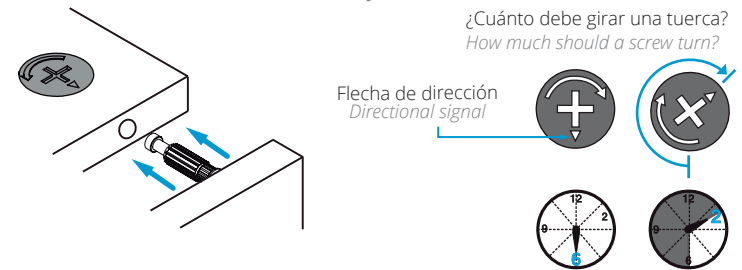 ¿Cuánto debe girar una tuerca?
How much should a screw turn?
Flecha de dirección
Directional signal
12
2
9
6
12
2
9
6